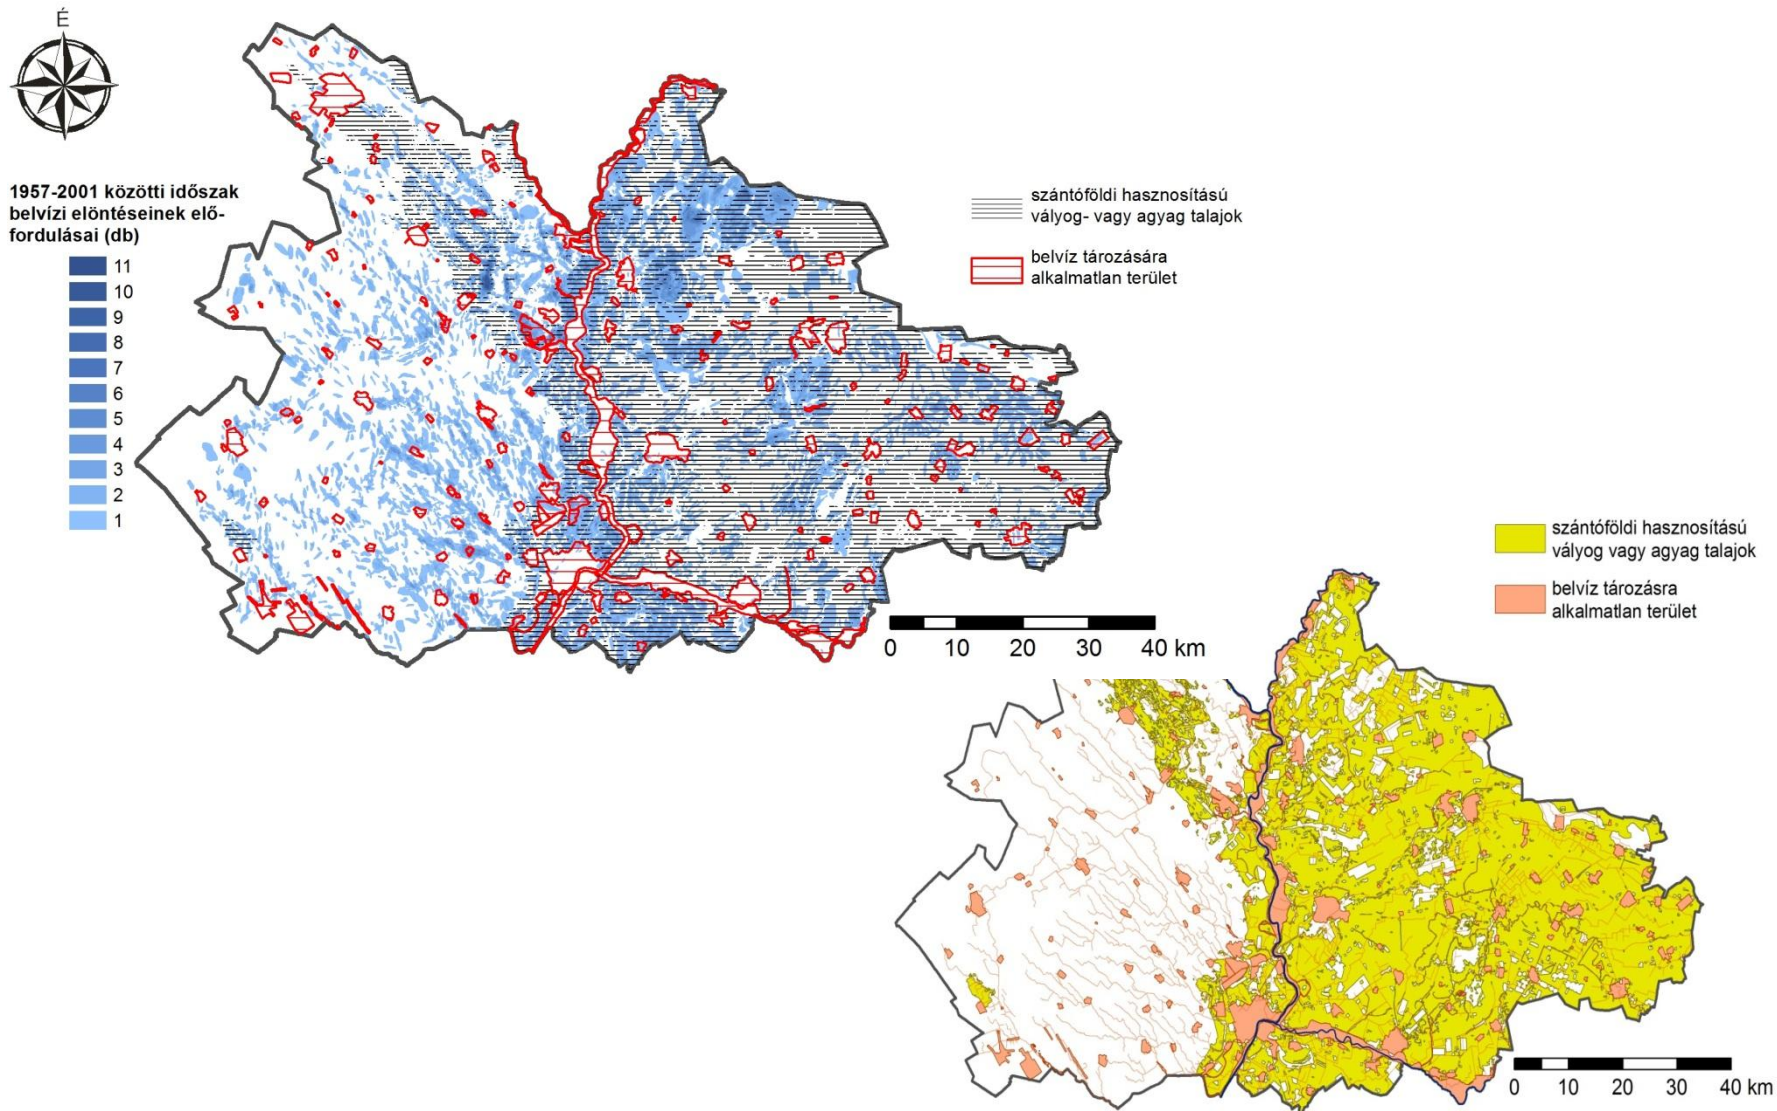 É
1957-2001 közötti időszak
belvízi elöntéseinek elő-
fordulásai (db)
11
10
9
8
7
6
5
4
3
2
1
szántóföldi hasznosítású
vályog- vagy agyag talajok
belvíz tározására
alkalmatlan terület
0 10 20 30 40 km
szántóföldi hasznosítású
vályog vagy agyag talajok
belvíz tározásra
alkalmatlan terület
0 10 20 30 40 km